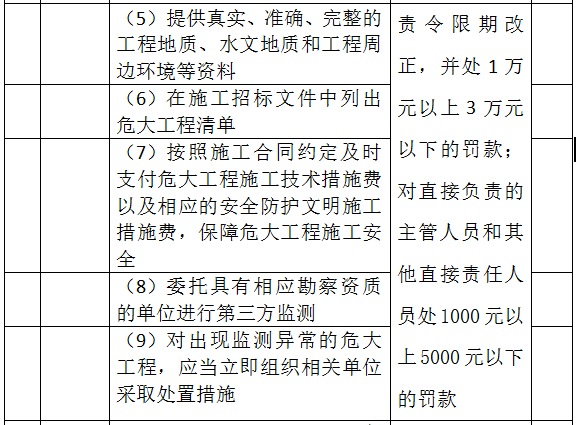 （5）提供真实、准确、完整的
工程地质、水文地质和工程周
边环境等资料
（6）在施工招标文件中列出
危大工程清单
（7）按照施工合同约定及时
支付危大工程施工技术措施费
以及相应的安全防护文明施工
措施费，保障危大工程施工安
全
（8）委托具有相应勘察资质
的单位进行第三方监测
（9）对出现监测异常的危大
工程，应当立即组织相关单位
采取处置措施
责令限期改
正，并处1万
元以上3万元
以下的罚款；
对直接负责的
主管人员和其
他直接责任人
员处1000元以
上5000元以下
的罚款